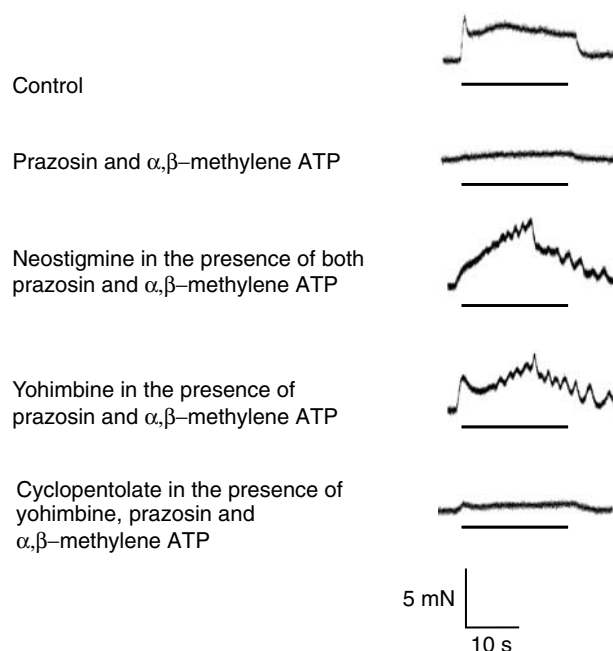 Control
Prazosin and α,β–methylene ATP
Neostigmine in the presence of both
prazosin and α,β–methylene ATP
Yohimbine in the presence of
prazosin and α,β–methylene ATP
Cyclopentolate in the presence of
yohimbine, prazosin and
α,β–methylene ATP
5 mN
10 s